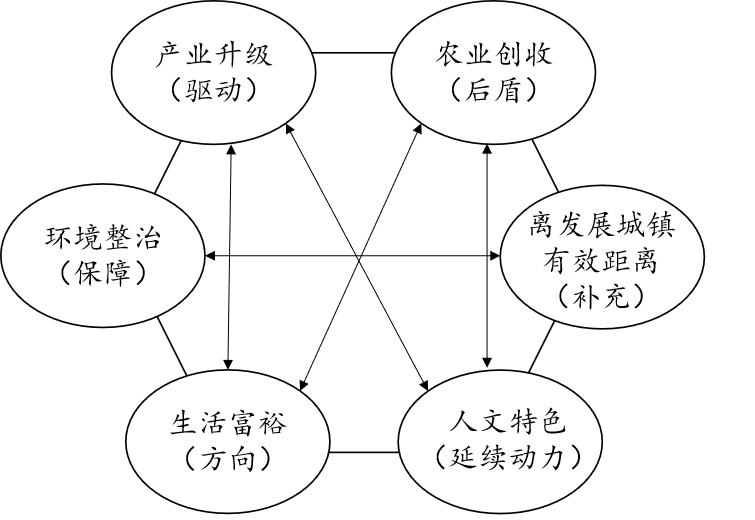 产业升级
（驱动）
农业创收
（后盾）
环境整治
（保障）
离发展城镇
有效距离
（补充）
生活富裕
（方向）
人文特色
（延续动力）